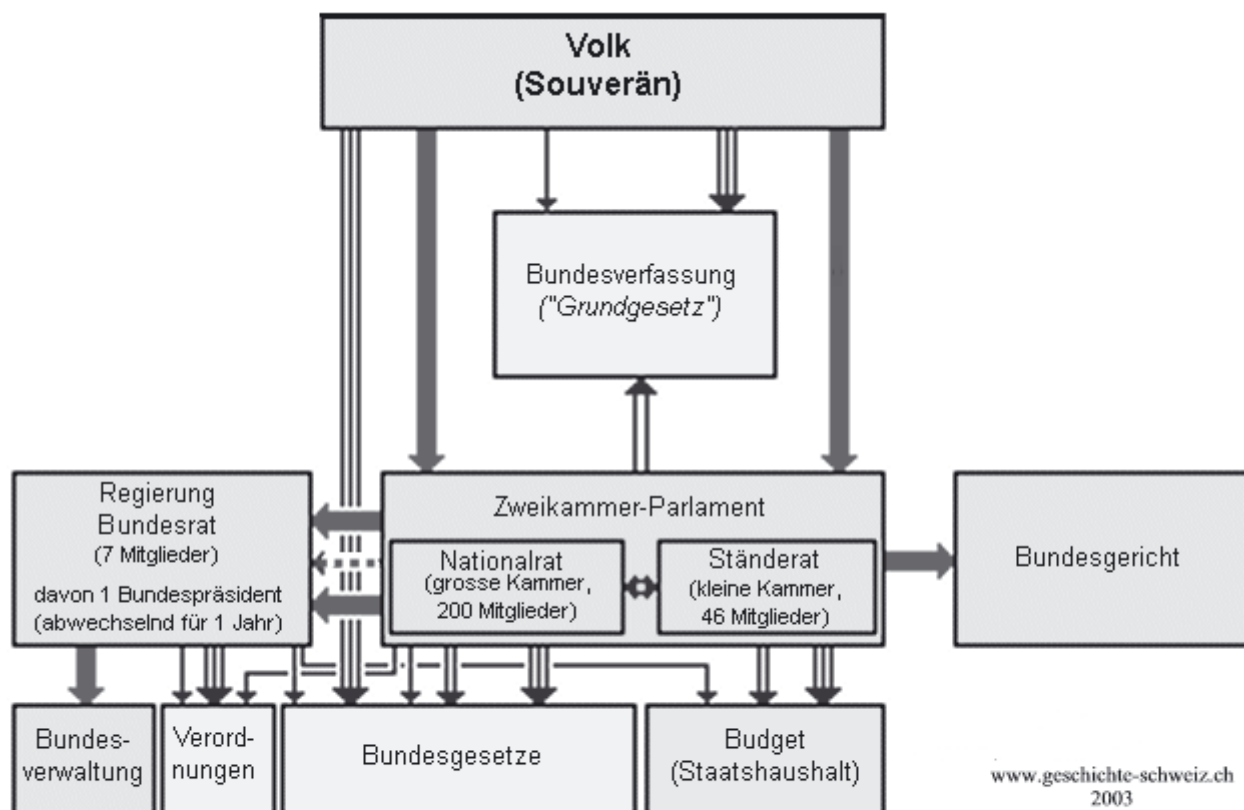 Volk
(Souverän)
Bundesverfassung
("Grundgesetz")
Regierung
Bundesrat
(7 Mitglieder)
davon 1 Bundespräsident
(abwechselnd für 1 Jahr)
Zweikammer-Parlament
Nationalrat
(grosse Kammer,
200 Mitglieder)
Ständerat
(kleine Kammer,
46 Mitglieder)
Bundesgericht
Bundes-
verwaltung
Verord-
nungen
Bundesgesetze
Budget
(Staatshaushalt)
www.geschichte-schweiz.ch
2003